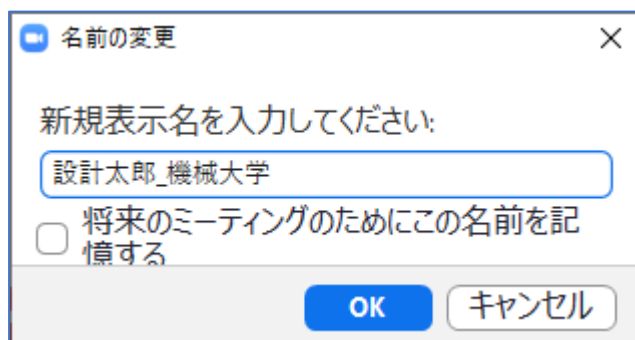 名前の変更
新規表示名を入力してください:
設計太郎_機械大学
将来のミーティングのためにこの名前を記
憶する
OK
キャンセル